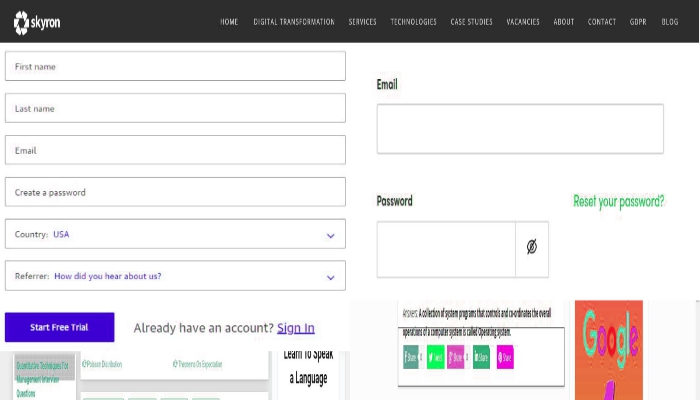 skyron
HOME DIGITAL TRANSFORMATION SERVICES TECHNOLOGIES CASE STUDIES VACANCIES ABOUT CONTACT GDPR BLOG
First name
Last name
Email
Create a password
Country: USA
Referrer: How did you hear about us?
Start Free Trial
Already have an account? Sign In
Email
Password
Reset your password?
Quantitative Techniques For
Management Interview
Questions
Poisson Distribution
Theorems On Expectation
Learn To Speak
a Language
Answers: A collection of system programs that controls and co-ordinates the overall
operations of a computer system is called Operating system.
Share Tweet Share Share Share
Google